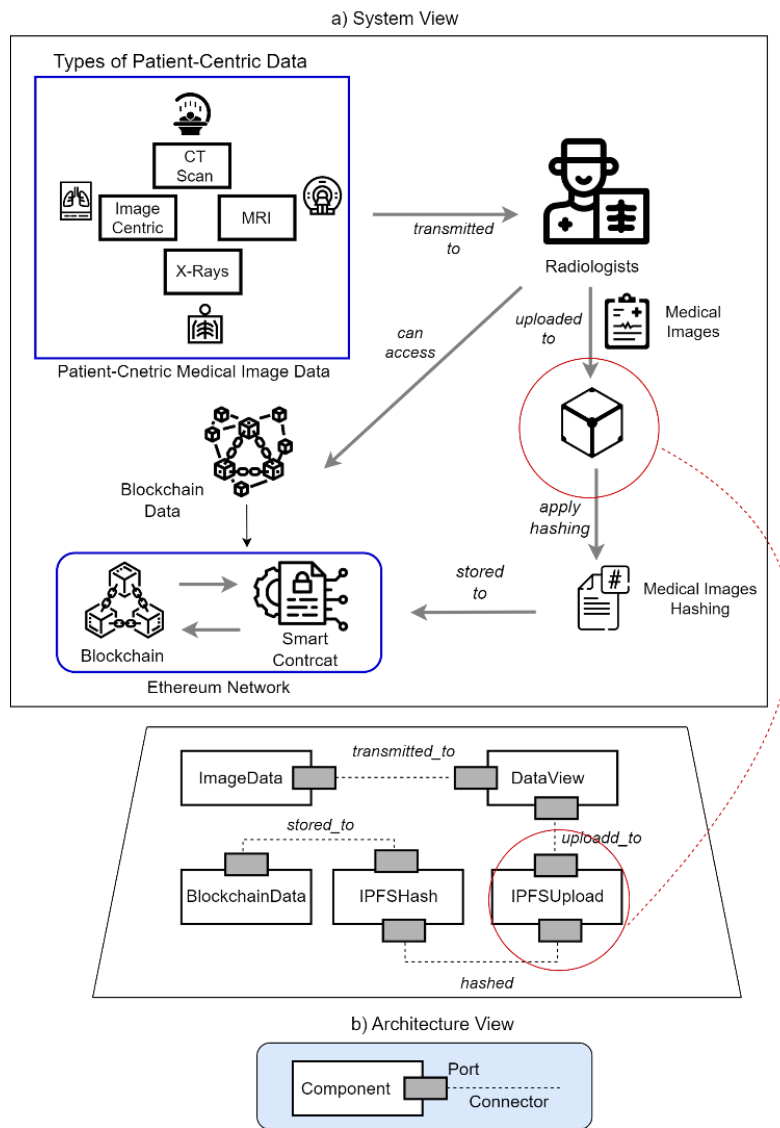 a) System View
Types of Patient-Centric Data
CT
Scan
Image
Centric
MRI
X-Rays
Patient-Cnetric Medical Image Data
transmitted
to
Radiologists
can
access
uploaded
to
Medical
Images
Blockchain
Data
apply
hashing
#
Medical Images
Hashing
stored
to
Blockchain
Smart
Contrcat
Ethereum Network
ImageData
transmitted_to
DataView
stored_to
uploadd_to
BlockchainData
IPFSHash
IPFSUpload
hashed
b) Architecture View
Component
Port
Connector